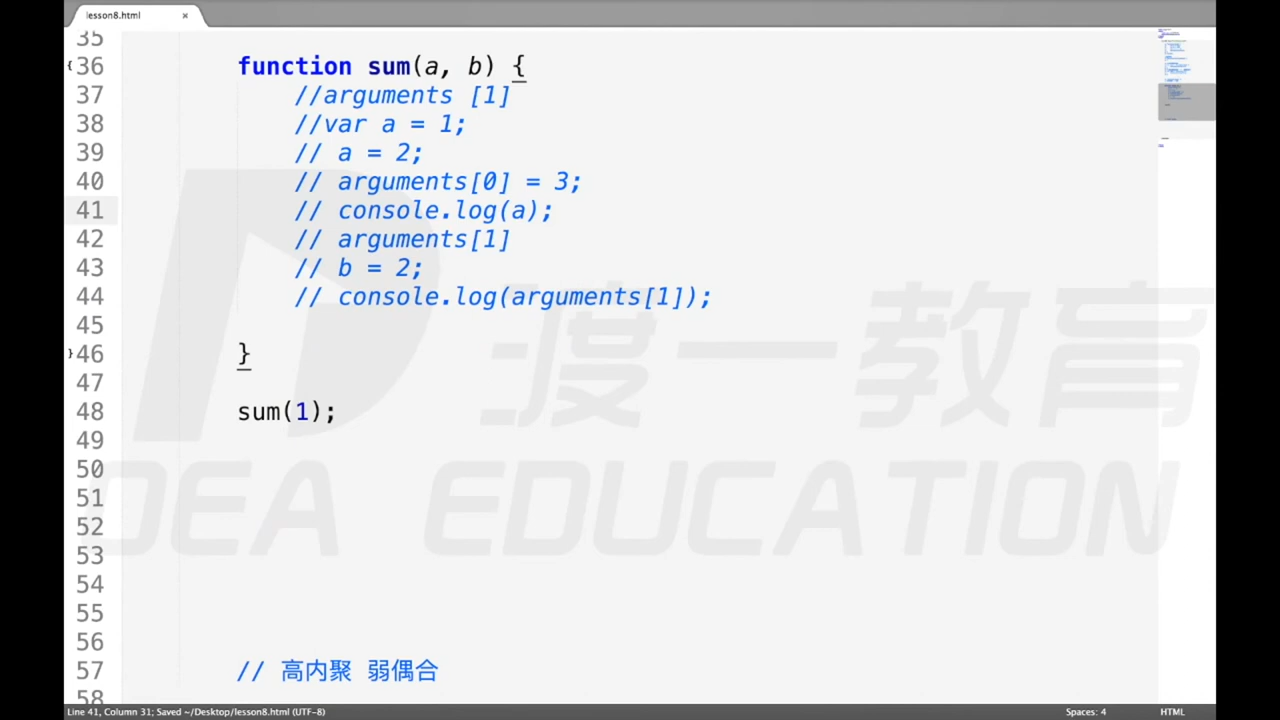 lesson8.html ×
35
{36 function sum(a, b) {
37 //arguments [1]
38 //var a = 1;
39 // a = 2;
40 // arguments[0] = 3;
41 // console.log(a);
42 // arguments[1]
43 // b = 2;
44 // console.log(arguments[1]);
45
}46 }
47
48 sum(1);
49
50
51
52
53
54
55
56
57 // 高内聚 弱偶合
58
渡一教育
DEA EDUCATION
Line 41, Column 31; Saved ~/Desktop/lesson8.html (UTF-8) Spaces: 4 HTML